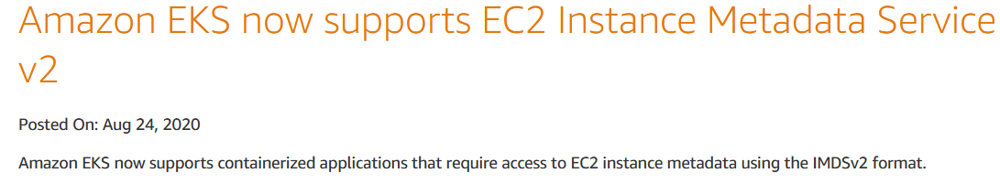 Amazon EKS now supports EC2 Instance Metadata Service
v2
Posted On: Aug 24, 2020
Amazon EKS now supports containerized applications that require access to EC2 instance metadata using the IMDSv2 format.